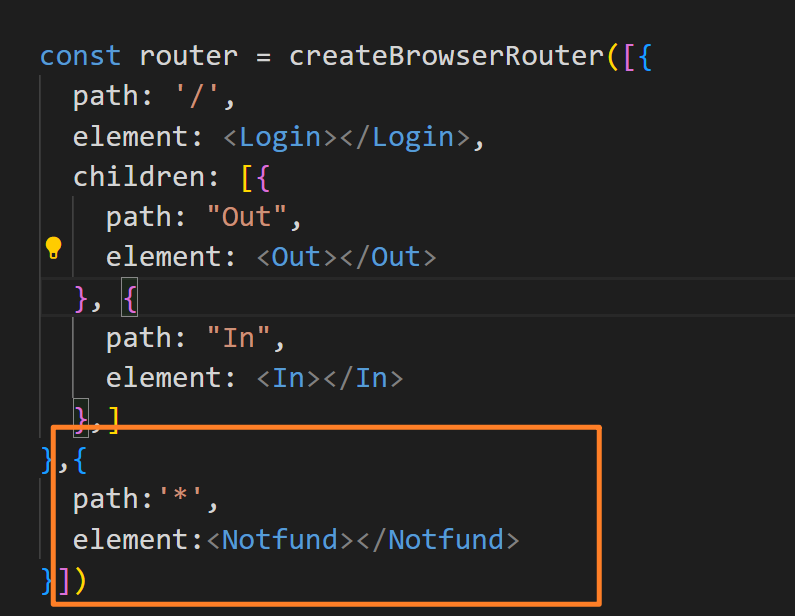 const router = createBrowserRouter([{
path: '/',
element: <Login></Login>,
children: [{
path: "Out",
element: <Out></Out>
}, {
path: "In",
element: <In></In>
},]
},{
path:'*',
element:<Notfund></Notfund>
}])